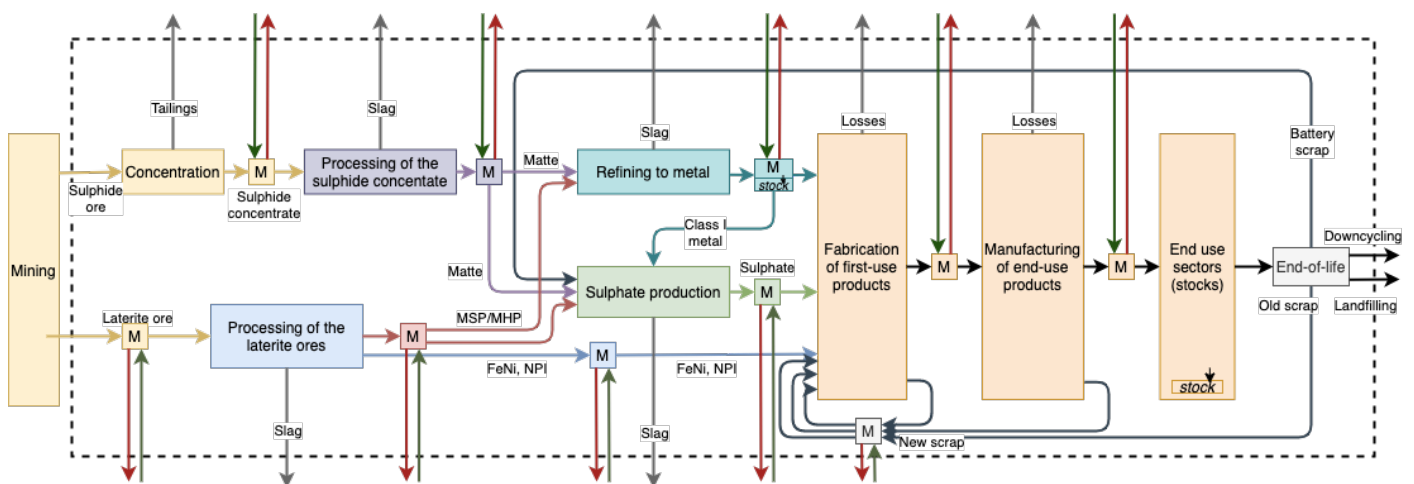 Tailings
Slag
Slag
Losses
Losses
Battery
scrap
Mining
Sulphide
ore
Concentration
M
Sulphide
concentrate
Processing of the
sulphide concentate
M
Matte
Refining to metal
M
stock
Class I
metal
Matte
Sulphate production
Sulphate
M
Fabrication
of first-use
products
M
Manufacturing
of end-use
products
M
End use
sectors
(stocks)
stock
End-of-life
Downcycling
Landfilling
Old scrap
Laterite ore
M
Processing of the
laterite ores
M
MSP/MHP
FeNi, NPI
M
FeNi, NPI
Slag
Slag
M
New scrap